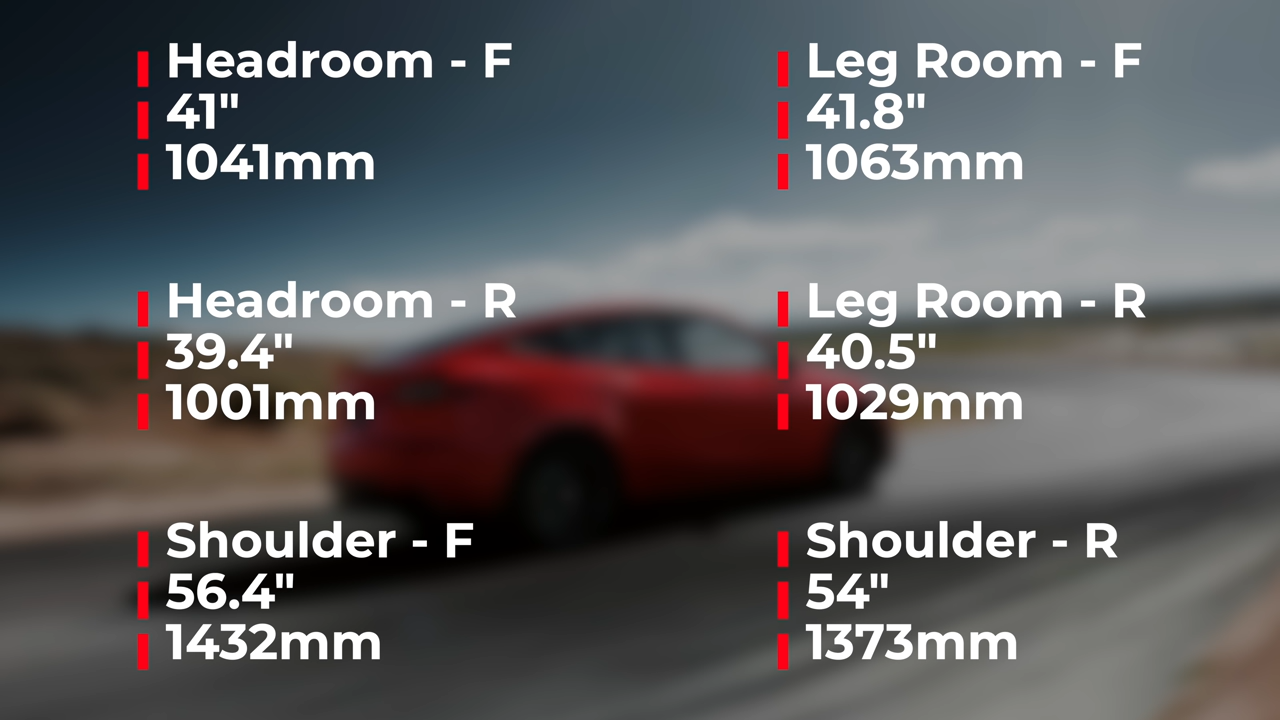 Headroom - F
41"
1041mm
Leg Room - F
41.8"
1063mm
Headroom - R
39.4"
1001mm
Leg Room - R
40.5"
1029mm
Shoulder - F
56.4"
1432mm
Shoulder - R
54"
1373mm